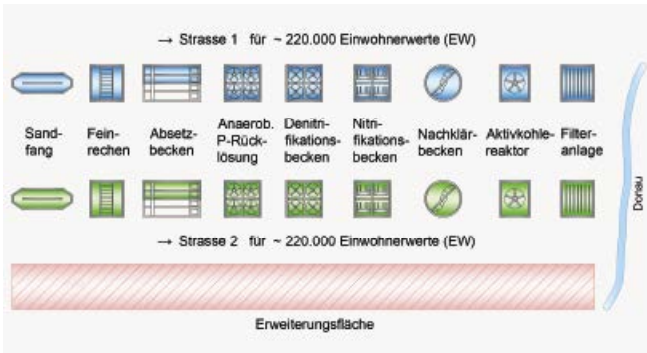 → Strasse 1 für ~ 220.000 Einwohnerwerte (EW)
Sand-
fang
Fein-
rechen
Absetz-
becken
Anaerob.
P-Rück-
lösung
Denitri-
fikations-
becken
Nitri-
fikations-
becken
Nachklär-
becken
Aktivkohle-
reaktor
Filter-
anlage
Donau
→ Strasse 2 für ~ 220.000 Einwohnerwerte (EW)
Erweiterungsfläche